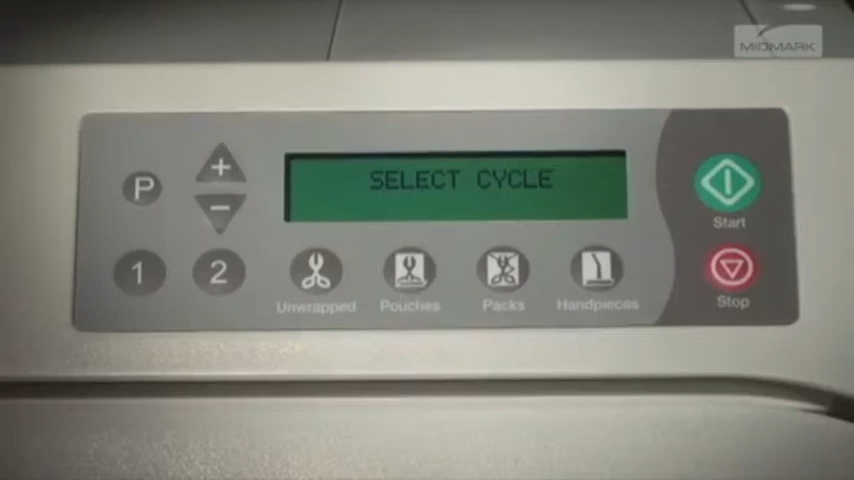 MIDMARK
SELECT CYCLE
P
+
−
1
2
Unwrapped
Pouches
Packs
Handpieces
Start
Stop